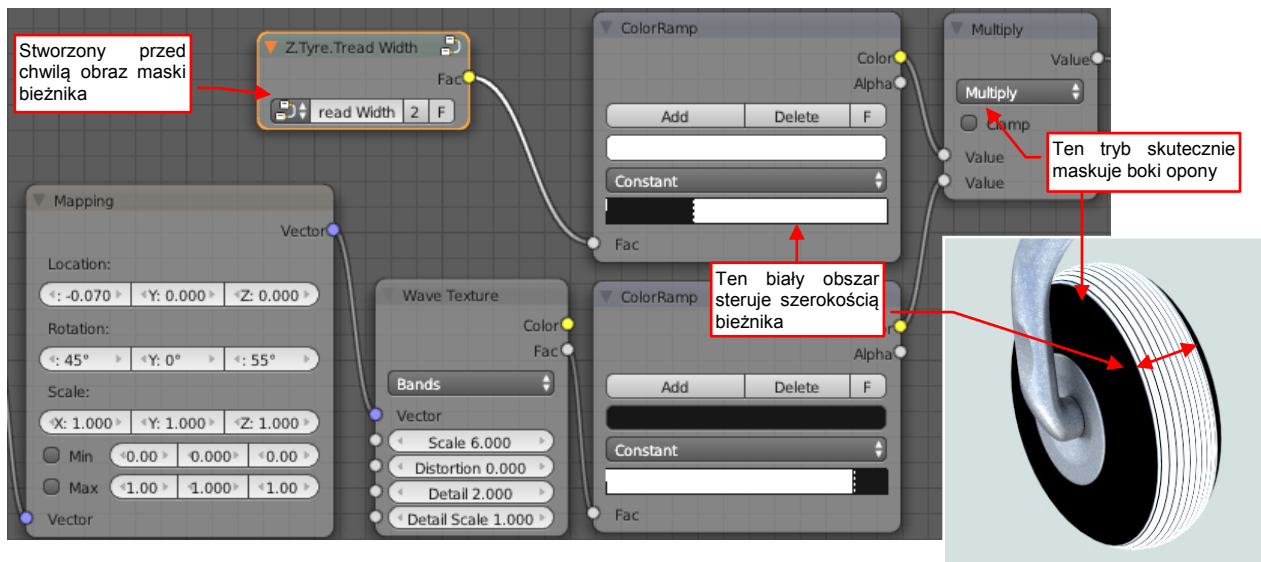 Stworzony przed
chwilą obraz maski
bieżnika
Z.Tyre.Tread Width
Fac
read Width 2 F
ColorRamp
Color
Alpha
Add Delete F
Constant
Fac
Multiply
Value
Multiply
Clamp
Value
Value
Ten tryb skutecznie
maskuje boki opony
Mapping
Vector
Location:
: -0.070 Y: 0.000 Z: 0.000
Rotation:
: 45° Y: 0° : 55°
Scale:
X: 1.000 Y: 1.000 Z: 1.000
Min 0.00 0.000 0.00
Max 1.00 1.000 1.00
Vector
Wave Texture
Color
Fac
Bands
Vector
Scale 6.000
Distortion 0.000
Detail 2.000
Detail Scale 1.000
Ten biały obszar
steruje szerokością
bieżnika
ColorRamp
or
Alpha
Add Delete F
Constant
Fac